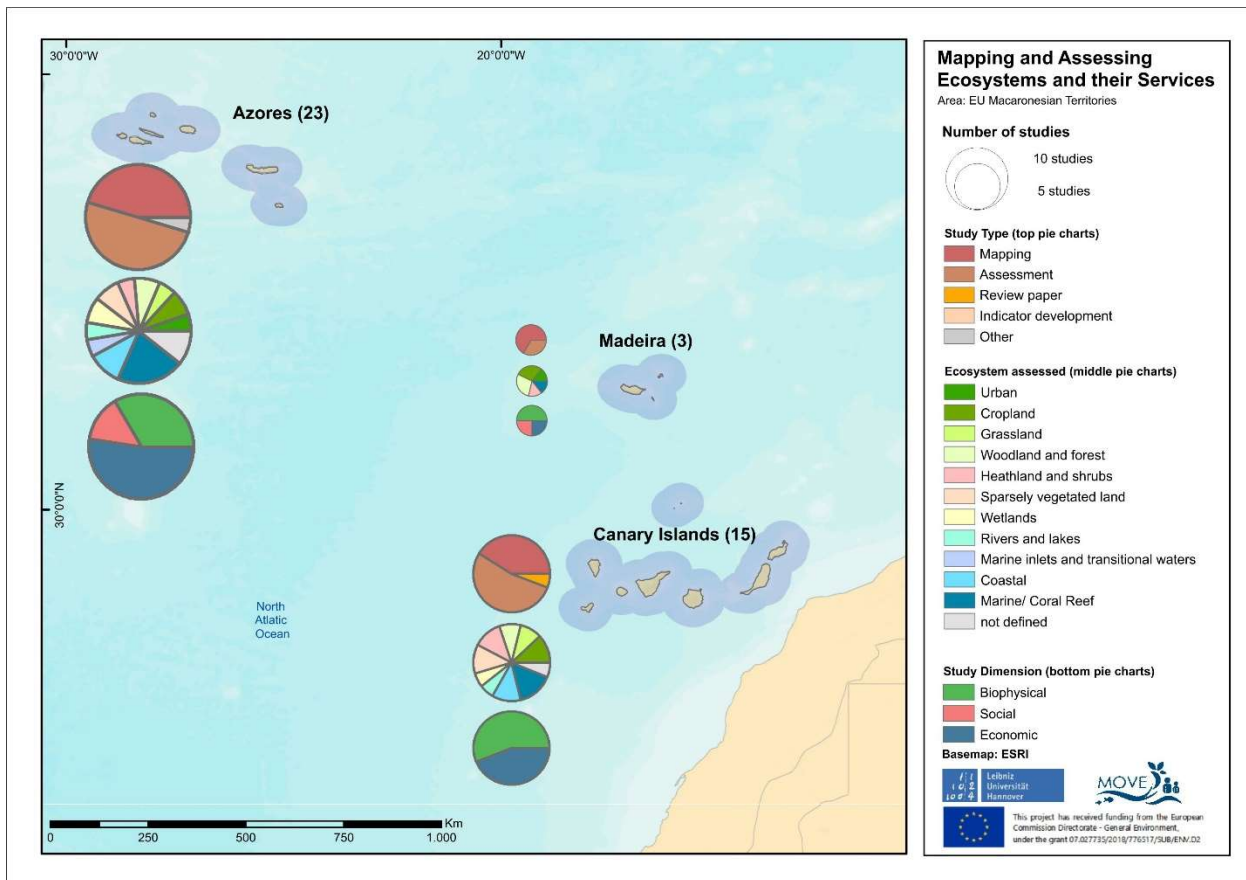 30°0'0"W
20°0'0"W
Azores (23)
Madeira (3)
30°0'0"N
Canary Islands (15)
North
Atlatic
Ocean
Km
0
125
250
500
750
1.000
Mapping and Assessing
Ecosystems and their Services
Area: EU Macaronesian Territories
Number of studies
10 studies
5 studies
Study Type (top pie charts)
Mapping
Assessment
Review paper
Indicator development
Other
Ecosystem assessed (middle pie charts)
Urban
Cropland
Grassland
Woodland and forest
Heathland and shrubs
Sparsely vegetated land
Wetlands
Rivers and lakes
Marine inlets and transitional waters
Coastal
Marine/ Coral Reef
not defined
Study Dimension (bottom pie charts)
Biophysical
Social
Economic
Basemap: ESRI
Leibniz
Universität
Hannover
MOVE
This project has received funding from the European
Commission Directorate - General Environment,
under the grant 07.027735/2018/776517/SUB/ENV.D2